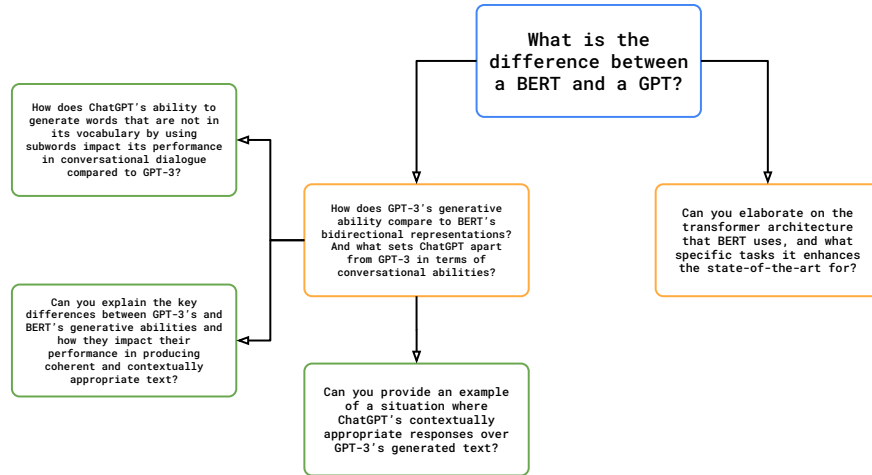 What is the
difference between
a BERT and a GPT?
How does ChatGPT's ability to
generate words that are not in
its vocabulary by using
subwords impact its performance
in conversational dialogue
compared to GPT-3?
How does GPT-3's generative
ability compare to BERT's
bidirectional representations?
And what sets ChatGPT apart
from GPT-3 in terms of
conversational abilities?
Can you elaborate on the
transformer architecture
that BERT uses, and what
specific tasks it enhances
the state-of-the-art for?
Can you explain the key
differences between GPT-3's and
BERT's generative abilities and
how they impact their
performance in producing
coherent and contextually
appropriate text?
Can you provide an example
of a situation where
ChatGPT's contextually
appropriate responses over
GPT-3's generated text?